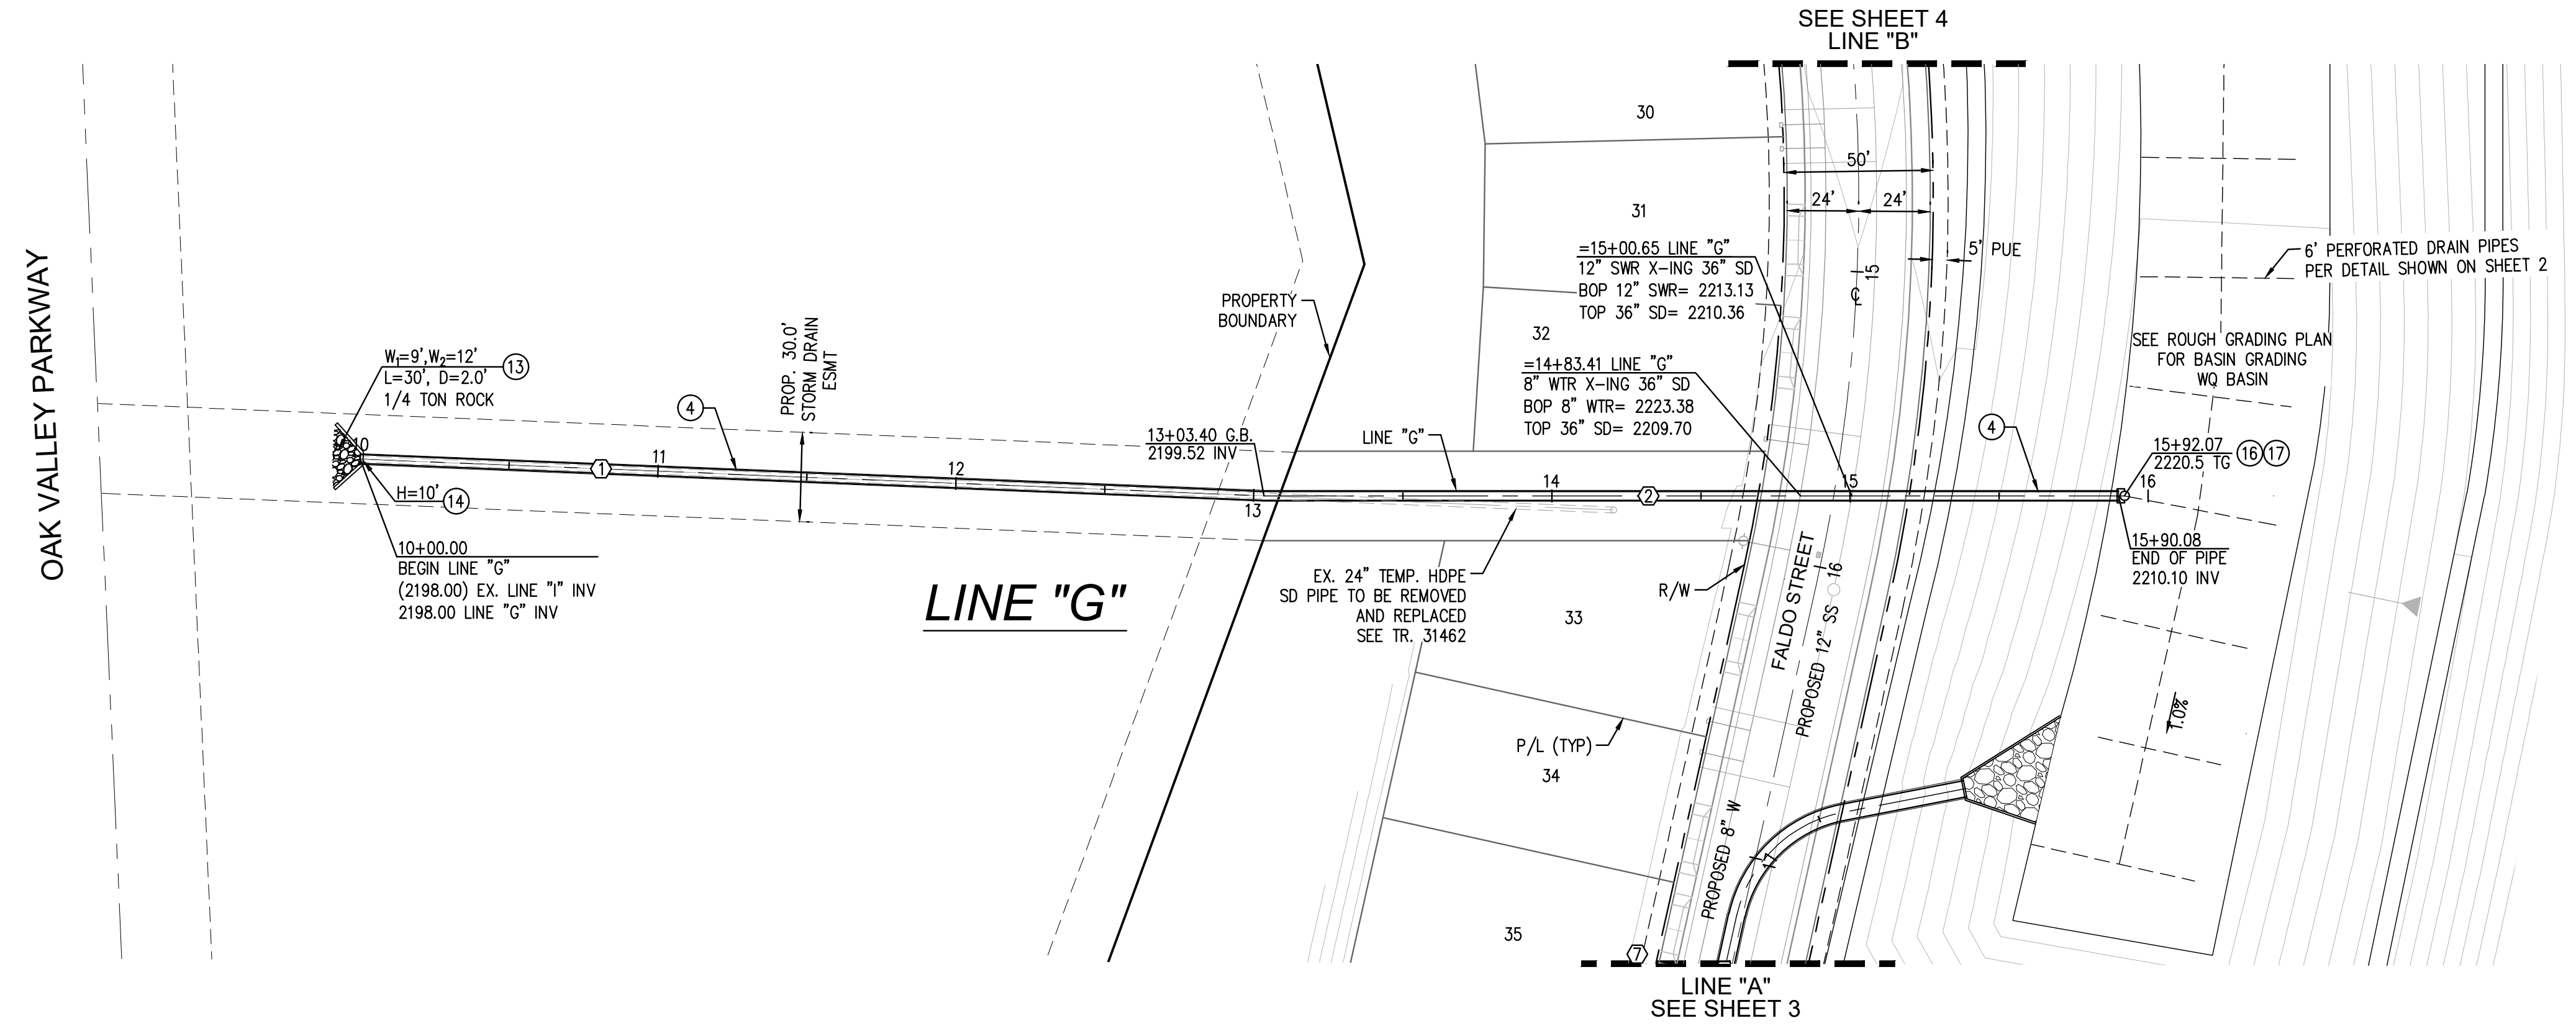 SEE SHEET 4
LINE "B"
30
50'
31
24'
24'
=15+00.65 LINE "G"
12" SWR X-ING 36" SD
BOP 12" SWR= 2213.13
TOP 36" SD= 2210.36
5' PUE
6' PERFORATED DRAIN PIPES
PER DETAIL SHOWN ON SHEET 2
15
℄
OAK VALLEY PARKWAY
PROPERTY
BOUNDARY
32
SEE ROUGH GRADING PLAN
FOR BASIN GRADING
WQ BASIN
W1=9', W2=12'
L=30', D=2.0'
1/4 TON ROCK
13
PROP. 30.0'
STORM DRAIN
ESMT
=14+83.41 LINE "G"
8" WTR X-ING 36" SD
BOP 8" WTR= 2223.38
TOP 36" SD= 2209.70
4
4
13+03.40 G.B.
2199.52 INV
LINE "G"
15+92.07
2220.5 TG
16
17
10
11
12
13
14
15
16
1
2
H=10'
14
10+00.00
BEGIN LINE "G"
(2198.00) EX. LINE "I" INV
2198.00 LINE "G" INV
15+90.08
END OF PIPE
2210.10 INV
LINE "G"
EX. 24" TEMP. HDPE
SD PIPE TO BE REMOVED
AND REPLACED
SEE TR. 31462
R/W
33
FALDO STREET
16
PROPOSED 12" SS
1.0%
P/L (TYP)
34
PROPOSED 8" W
17
35
7
LINE "A"
SEE SHEET 3